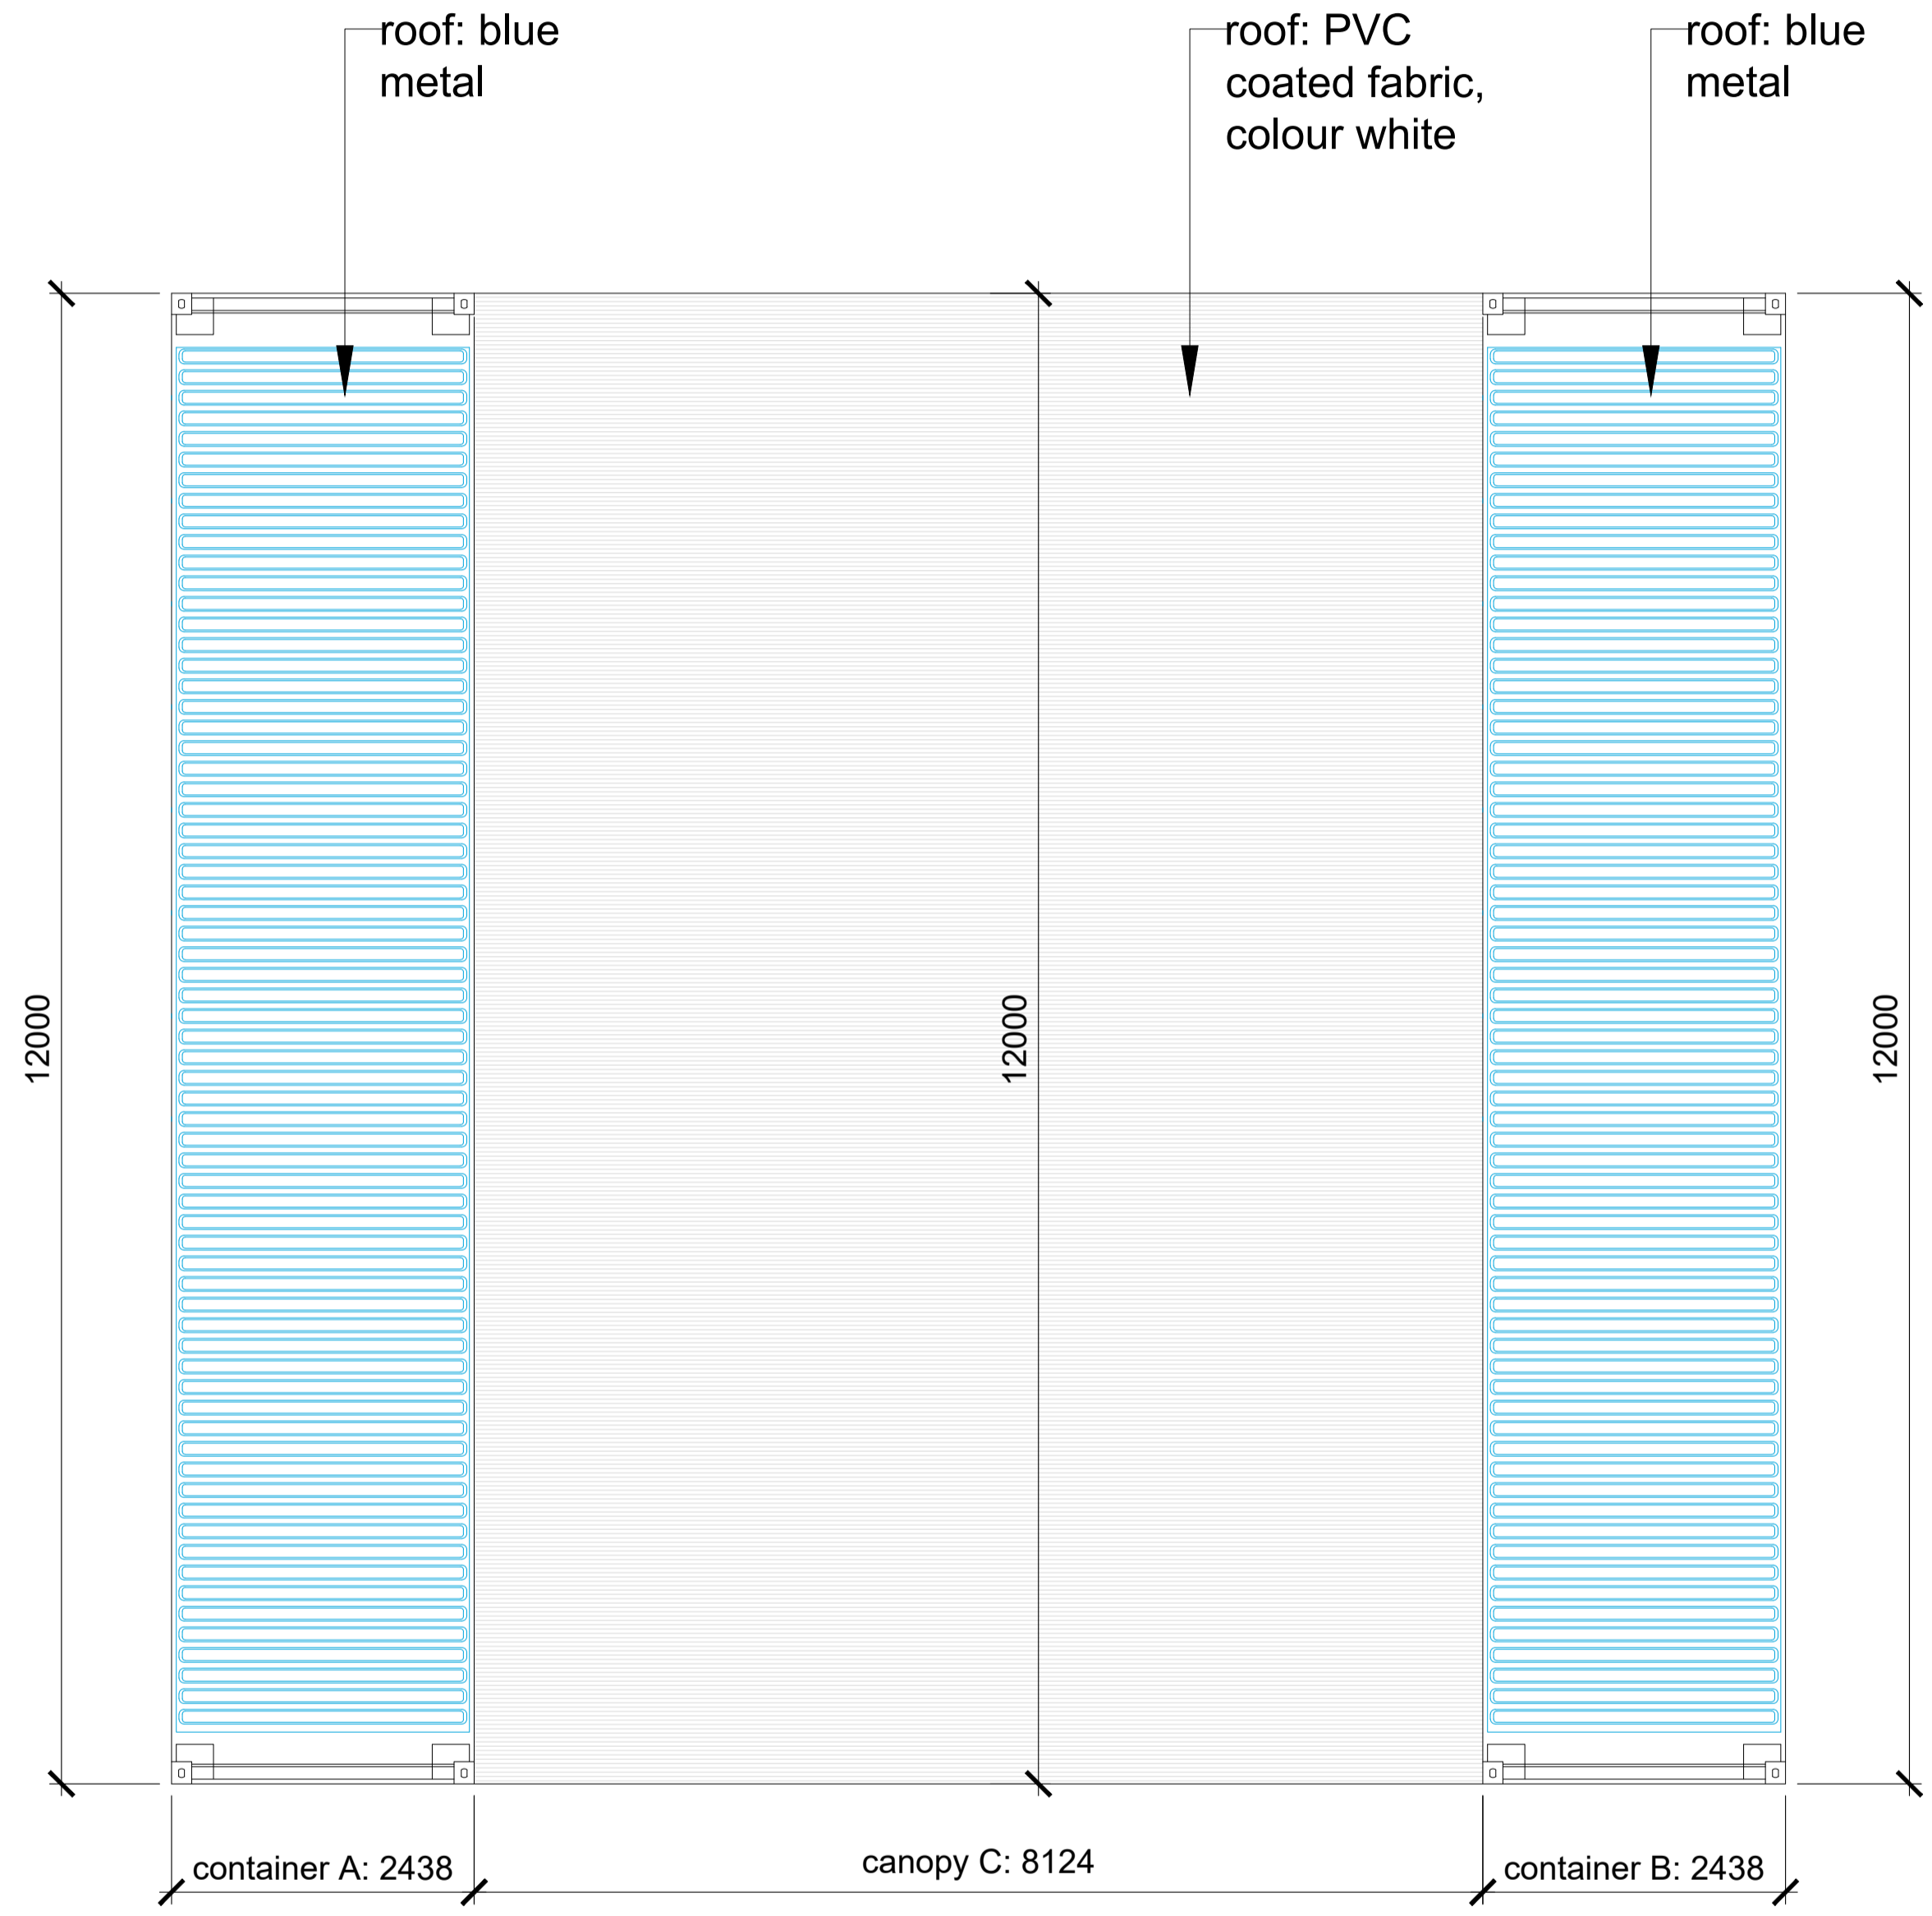 roof: blue
metal
roof: PVC
coated fabric,
colour white
roof: blue
metal
12000
12000
12000
container A: 2438
canopy C: 8124
container B: 2438